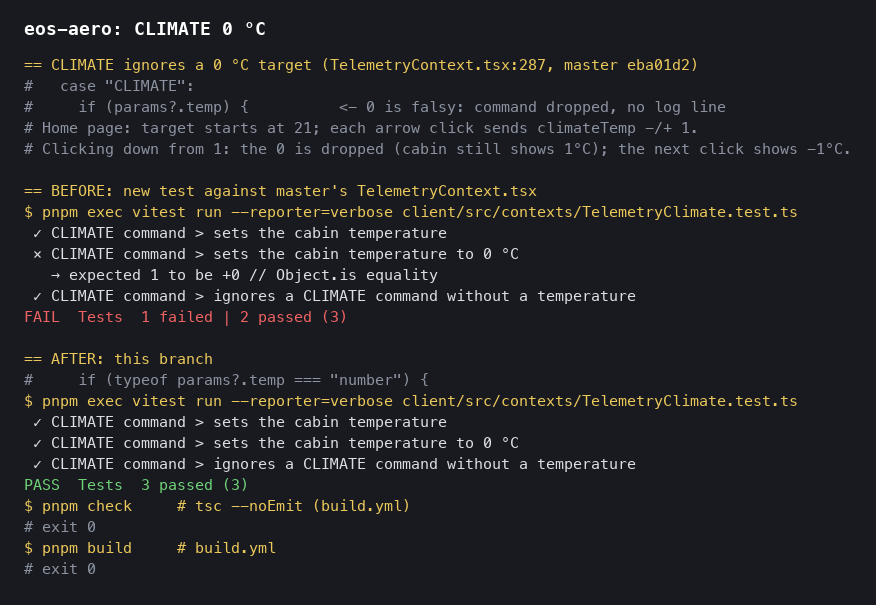 eos-aero: CLIMATE 0 °C
== CLIMATE ignores a 0 °C target (TelemetryContext.tsx:287, master eba01d2)
#   case "CLIMATE":
#     if (params?.temp) {          <- 0 is falsy: command dropped, no log line
# Home page: target starts at 21; each arrow click sends climateTemp -/+ 1.
# Clicking down from 1: the 0 is dropped (cabin still shows 1°C); the next click shows -1°C.
== BEFORE: new test against master's TelemetryContext.tsx
$ pnpm exec vitest run --reporter=verbose client/src/contexts/TelemetryClimate.test.ts
✓ CLIMATE command > sets the cabin temperature
× CLIMATE command > sets the cabin temperature to 0 °C
→ expected 1 to be +0 // Object.is equality
✓ CLIMATE command > ignores a CLIMATE command without a temperature
FAIL  Tests  1 failed | 2 passed (3)
== AFTER: this branch
#     if (typeof params?.temp === "number") {
$ pnpm exec vitest run --reporter=verbose client/src/contexts/TelemetryClimate.test.ts
✓ CLIMATE command > sets the cabin temperature
✓ CLIMATE command > sets the cabin temperature to 0 °C
✓ CLIMATE command > ignores a CLIMATE command without a temperature
PASS  Tests  3 passed (3)
$ pnpm check     # tsc --noEmit (build.yml)
# exit 0
$ pnpm build     # build.yml
# exit 0